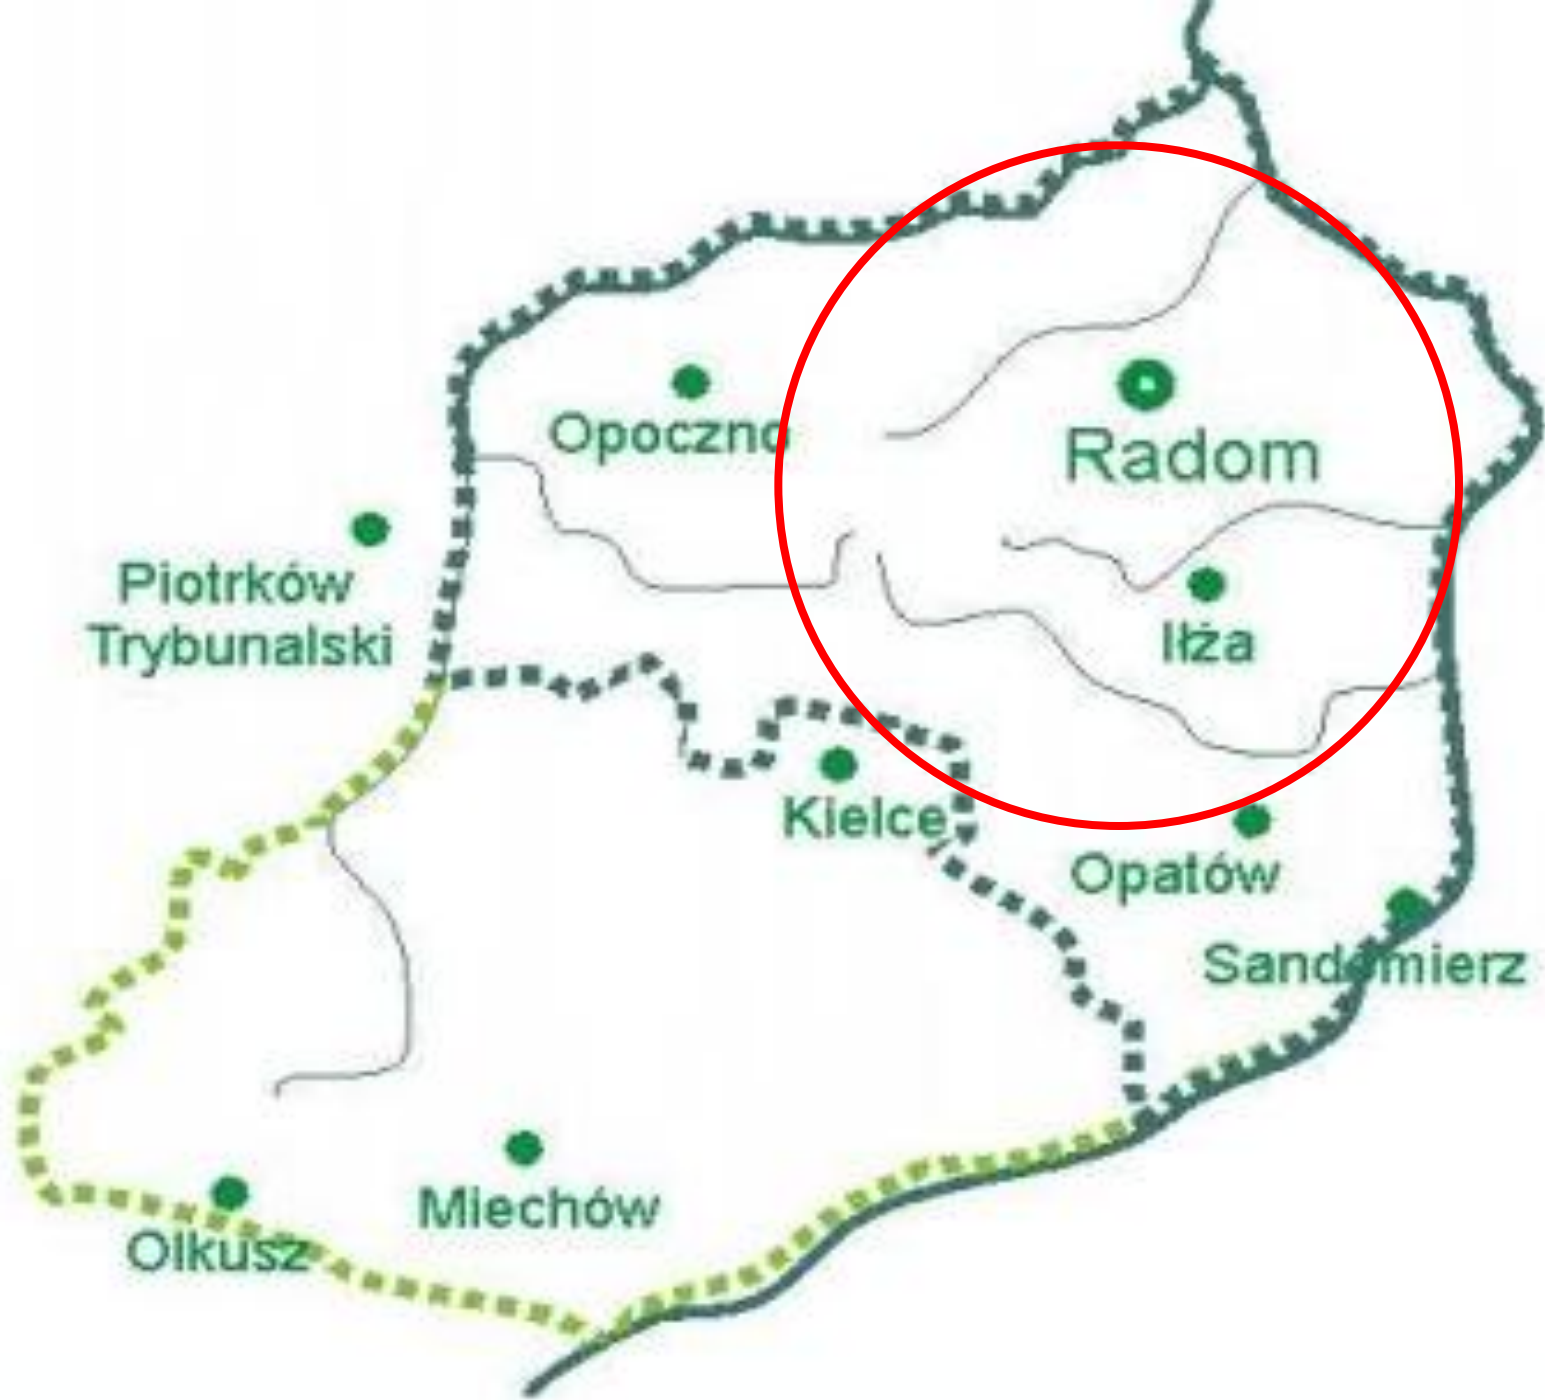 Opoczno
Radom
Piotrków
Trybunalski
Iłża
Kielce
Opatów
Sandomierz
Miechów
Olkusz